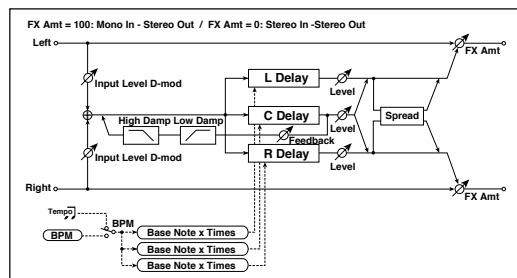 FX Amt = 100: Mono In - Stereo Out / FX Amt = 0: Stereo In -Stereo Out
Left
FX Amt
Input Level D-mod
L Delay
Level
High Damp Low Damp
C Delay
Level
Spread
Feedback
Input Level D-mod
R Delay
Level
Right
FX Amt
Tempo
BPM
BPM
Base Note x Times
Base Note x Times
Base Note x Times